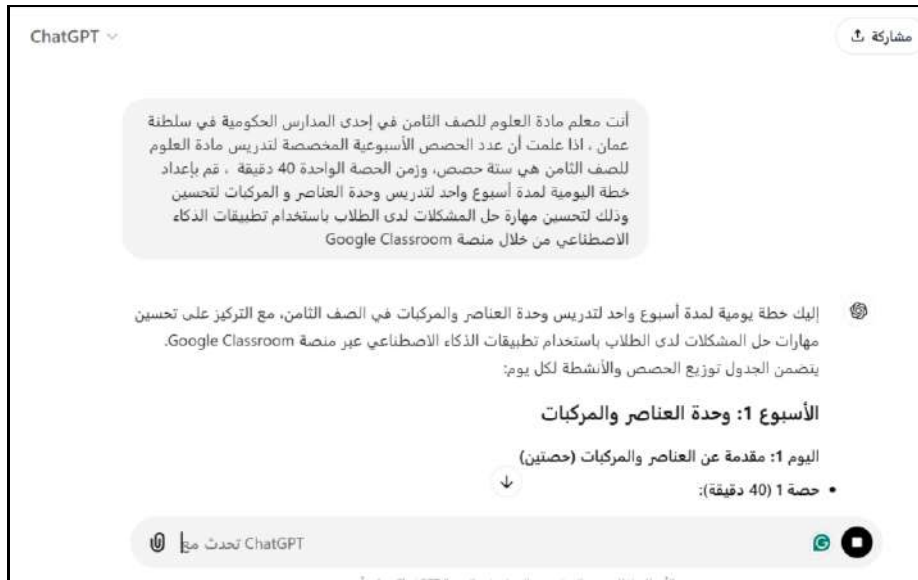 ChatGPT
مشاركة
أنت معلم مادة العلوم للصف الثامن في إحدى المدارس الحكومية في سلطنة
عمان ، اذا علمت أن عدد الحصص الأسبوعية المخصصة لتدريس مادة العلوم
للصف الثامن هي ستة حصص، وزمن الحصة الواحدة 40 دقيقة ، قم بإعداد
خطة اليومية لمدة أسبوع واحد لتدريس وحدة العناصر و المركبات لتحسين
وذلك لتحسين مهارة حل المشكلات لدى الطلاب باستخدام تطبيقات الذكاء
الاصطناعي من خلال منصة Google Classroom
إليك خطة يومية لمدة أسبوع واحد لتدريس وحدة العناصر والمركبات في الصف الثامن، مع التركيز على تحسين
مهارات حل المشكلات لدى الطلاب باستخدام تطبيقات الذكاء الاصطناعي عبر منصة Google Classroom.
يتضمن الجدول توزيع الحصص والأنشطة لكل يوم:
الأسبوع 1: وحدة العناصر والمركبات
اليوم 1: مقدمة عن العناصر والمركبات (حصتين)
• حصة 1 (40 دقيقة):
تحدث مع ChatGPT